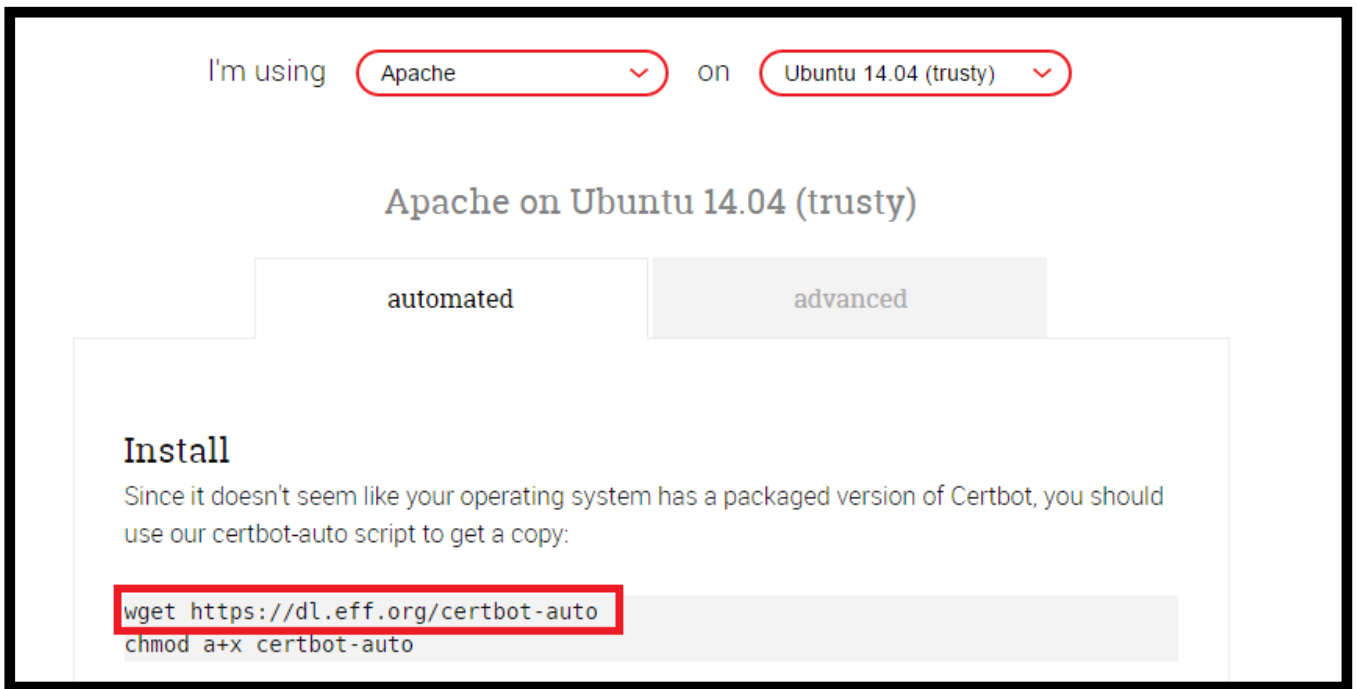 I'm using Apache on Ubuntu 14.04 (trusty)
Apache on Ubuntu 14.04 (trusty)
automated advanced
Install
Since it doesn't seem like your operating system has a packaged version of Certbot, you should
use our certbot-auto script to get a copy:
wget https://dl.eff.org/certbot-auto
chmod a+x certbot-auto